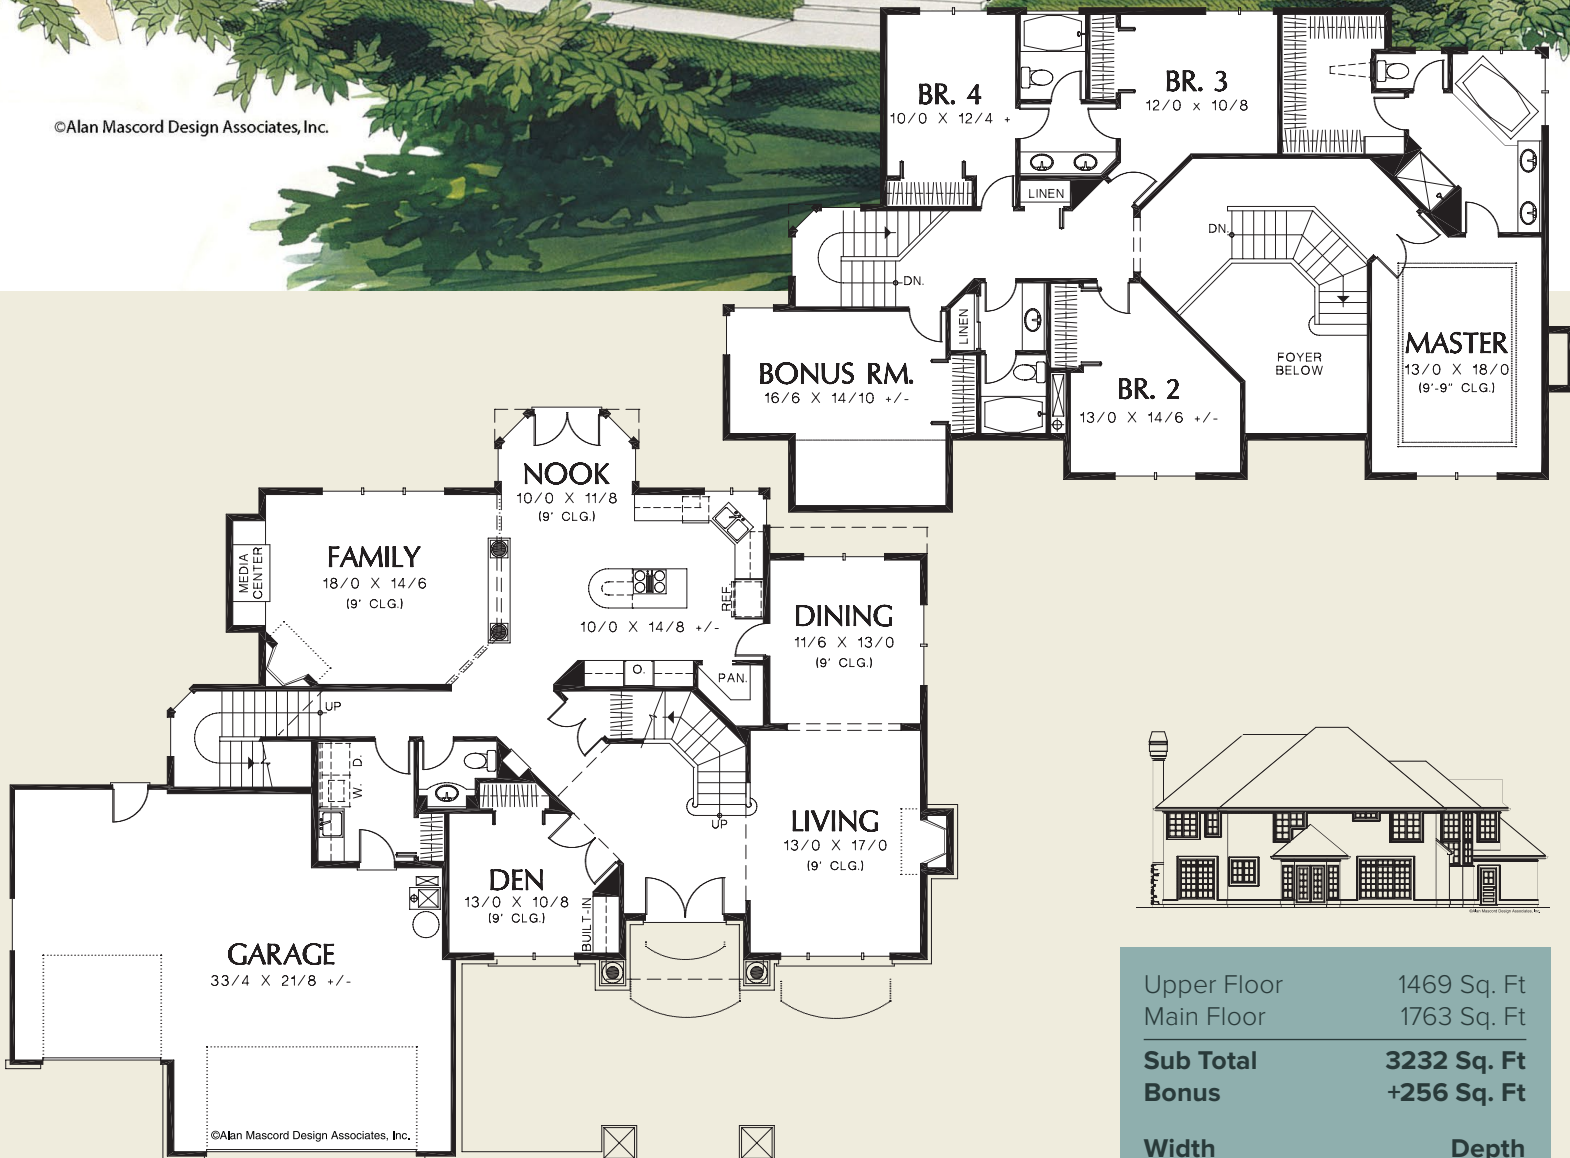 ©Alan Mascord Design Associates, Inc.
BR. 4
10/0 X 12/4 +
BR. 3
12/0 x 10/8
LINEN
DN.
DN.
LINEN
BONUS RM.
16/6 X 14/10 +/-
BR. 2
13/0 X 14/6 +/-
FOYER
BELOW
MASTER
13/0 X 18/0
(9'-9" CLG.)
NOOK
10/0 X 11/8
(9' CLG.)
FAMILY
18/0 X 14/6
(9' CLG.)
MEDIA
CENTER
REF.
10/0 X 14/8 +/-
DINING
11/6 X 13/0
(9' CLG.)
O.
PAN.
UP
D.
W.
UP
LIVING
13/0 X 17/0
(9' CLG.)
DEN
13/0 X 10/8
(9' CLG.)
BUILT-IN
GARAGE
33/4 X 21/8 +/-
©Alan Mascord Design Associates, Inc.
©Alan Mascord Design Associates, Inc.
Upper Floor 1469 Sq. Ft
Main Floor 1763 Sq. Ft
Sub Total 3232 Sq. Ft
Bonus +256 Sq. Ft
Width Depth